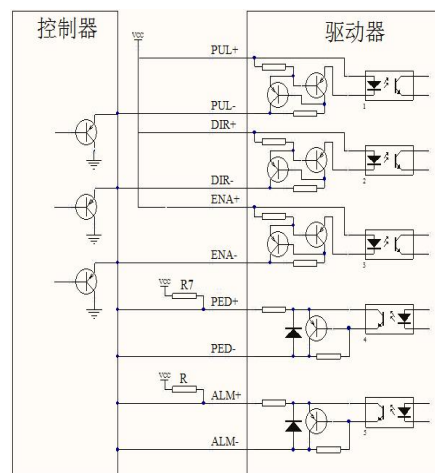 控制器
驱动器
VCC
PUL+
PUL-
1
DIR+
DIR-
2
ENA+
ENA-
3
VCC
R7
PED+
PED-
4
VCC
R
ALM+
ALM-
5